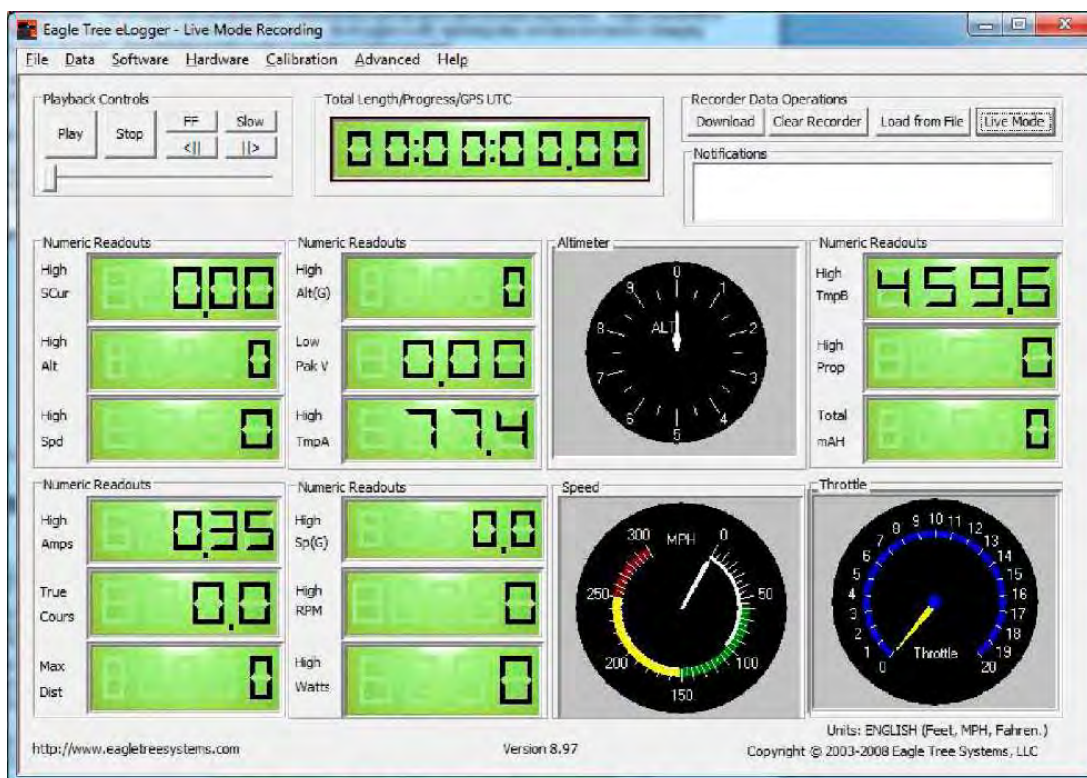 Eagle Tree eLogger - Live Mode Recording
File Data Software Hardware Calibration Advanced Help
Playback Controls
Play Stop FF Slow
<|| ||>
Total Length/Progress/GPS UTC
00:00:00.00
Recorder Data Operations
Download Clear Recorder Load from File Live Mode
Notifications
Numeric Readouts
High SCur 0.00
High Alt 0
High Spd 0
Numeric Readouts
High Alt(G) 0
Low Pak V 0.00
High TmpA 77.4
Altimeter
0 1 2 3 4 5 6 7 8 9
ALT
Numeric Readouts
High TmpB 459.6
High Prop 0
Total mAH 0
Numeric Readouts
High Amps 0.35
True Cours 0.0
Max Dist 0
Numeric Readouts
High Sp(G) 0.0
High RPM 0
High Watts 0
Speed
MPH
0 50 100 150 200 250 300
Throttle
0 1 2 3 4 5 6 7 8 9 10 11 12 13 14 15 16 17 18 19 20
Throttle
Units: ENGLISH (Feet, MPH, Fahren.)
http://www.eagletreesystems.com Version 8.97 Copyright © 2003-2008 Eagle Tree Systems, LLC